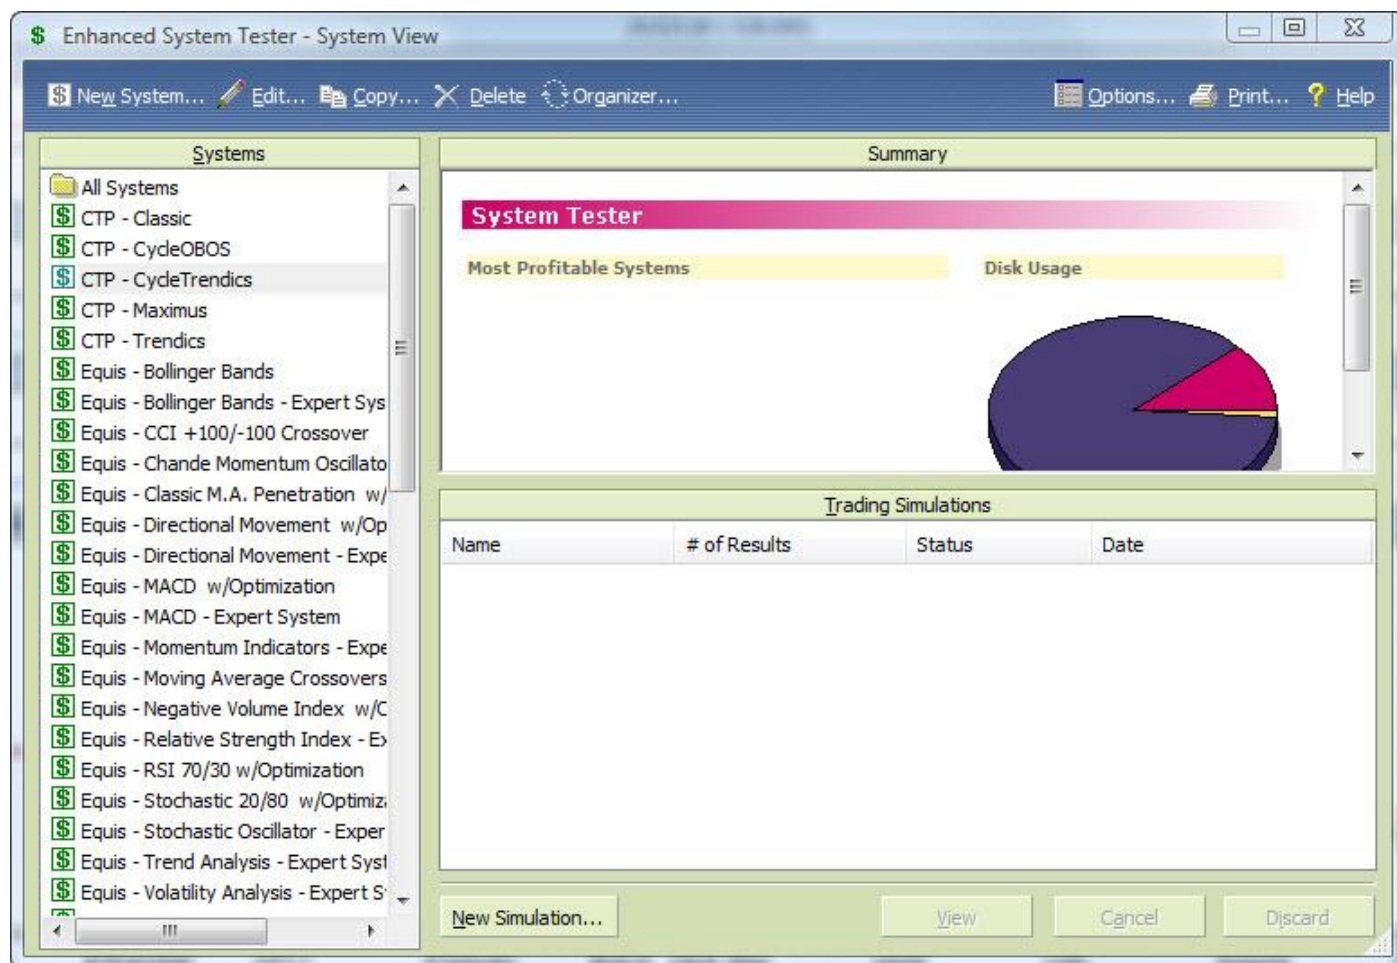 Enhanced System Tester - System View
New System... Edit... Copy... Delete Organizer... Options... Print... Help
Systems
All Systems
CTP - Classic
CTP - CycleOBOS
CTP - CycleTrendics
CTP - Maximus
CTP - Trendics
Equis - Bollinger Bands
Equis - Bollinger Bands - Expert Sys
Equis - CCI +100/-100 Crossover
Equis - Chande Momentum Oscillato
Equis - Classic M.A. Penetration w/
Equis - Directional Movement w/Op
Equis - Directional Movement - Expe
Equis - MACD w/Optimization
Equis - MACD - Expert System
Equis - Momentum Indicators - Expe
Equis - Moving Average Crossovers
Equis - Negative Volume Index w/O
Equis - Relative Strength Index - Ex
Equis - RSI 70/30 w/Optimization
Equis - Stochastic 20/80 w/Optimiz
Equis - Stochastic Oscillator - Exper
Equis - Trend Analysis - Expert Syst
Equis - Volatility Analysis - Expert S
Summary
System Tester
Most Profitable Systems Disk Usage
Trading Simulations
Name # of Results Status Date
New Simulation... View Cancel Discard